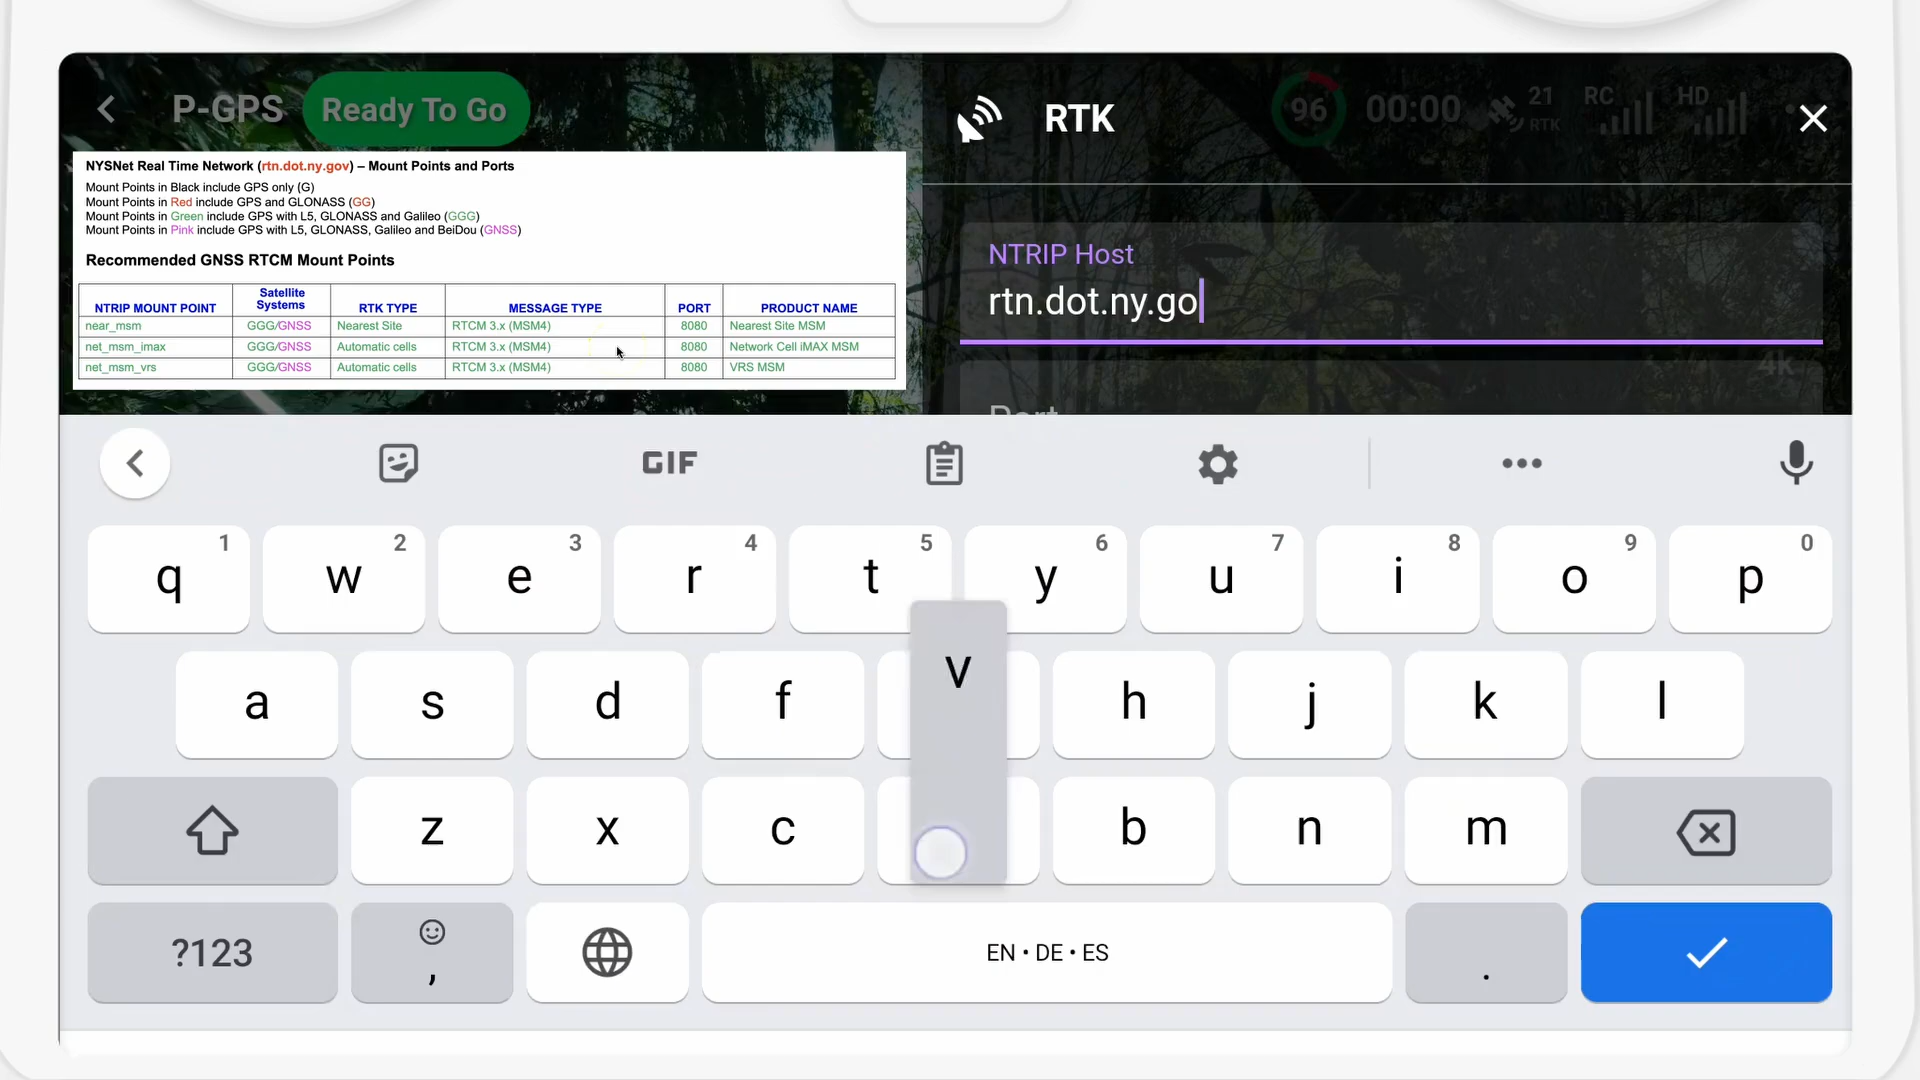 P-GPS Ready To Go
RTK
96 00:00 21 RTK RC HD
NYSNet Real Time Network (rtn.dot.ny.gov) – Mount Points and Ports
Mount Points in Black include GPS only (G)
Mount Points in Red include GPS and GLONASS (GG)
Mount Points in Green include GPS with L5, GLONASS and Galileo (GGG)
Mount Points in Pink include GPS with L5, GLONASS, Galileo and BeiDou (GNSS)
Recommended GNSS RTCM Mount Points
NTRIP MOUNT POINT Satellite Systems RTK TYPE MESSAGE TYPE PORT PRODUCT NAME
near_msm GGG/GNSS Nearest Site RTCM 3.x (MSM4) 8080 Nearest Site MSM
net_msm_imax GGG/GNSS Automatic cells RTCM 3.x (MSM4) 8080 Network Cell iMAX MSM
net_msm_vrs GGG/GNSS Automatic cells RTCM 3.x (MSM4) 8080 VRS MSM
NTRIP Host
rtn.dot.ny.go
4k
Port
GIF
q 1 w 2 e 3 r 4 t 5 y 6 u 7 i 8 o 9 p 0
a s d f h j k l
z x c v b n m
?123 , EN • DE • ES .